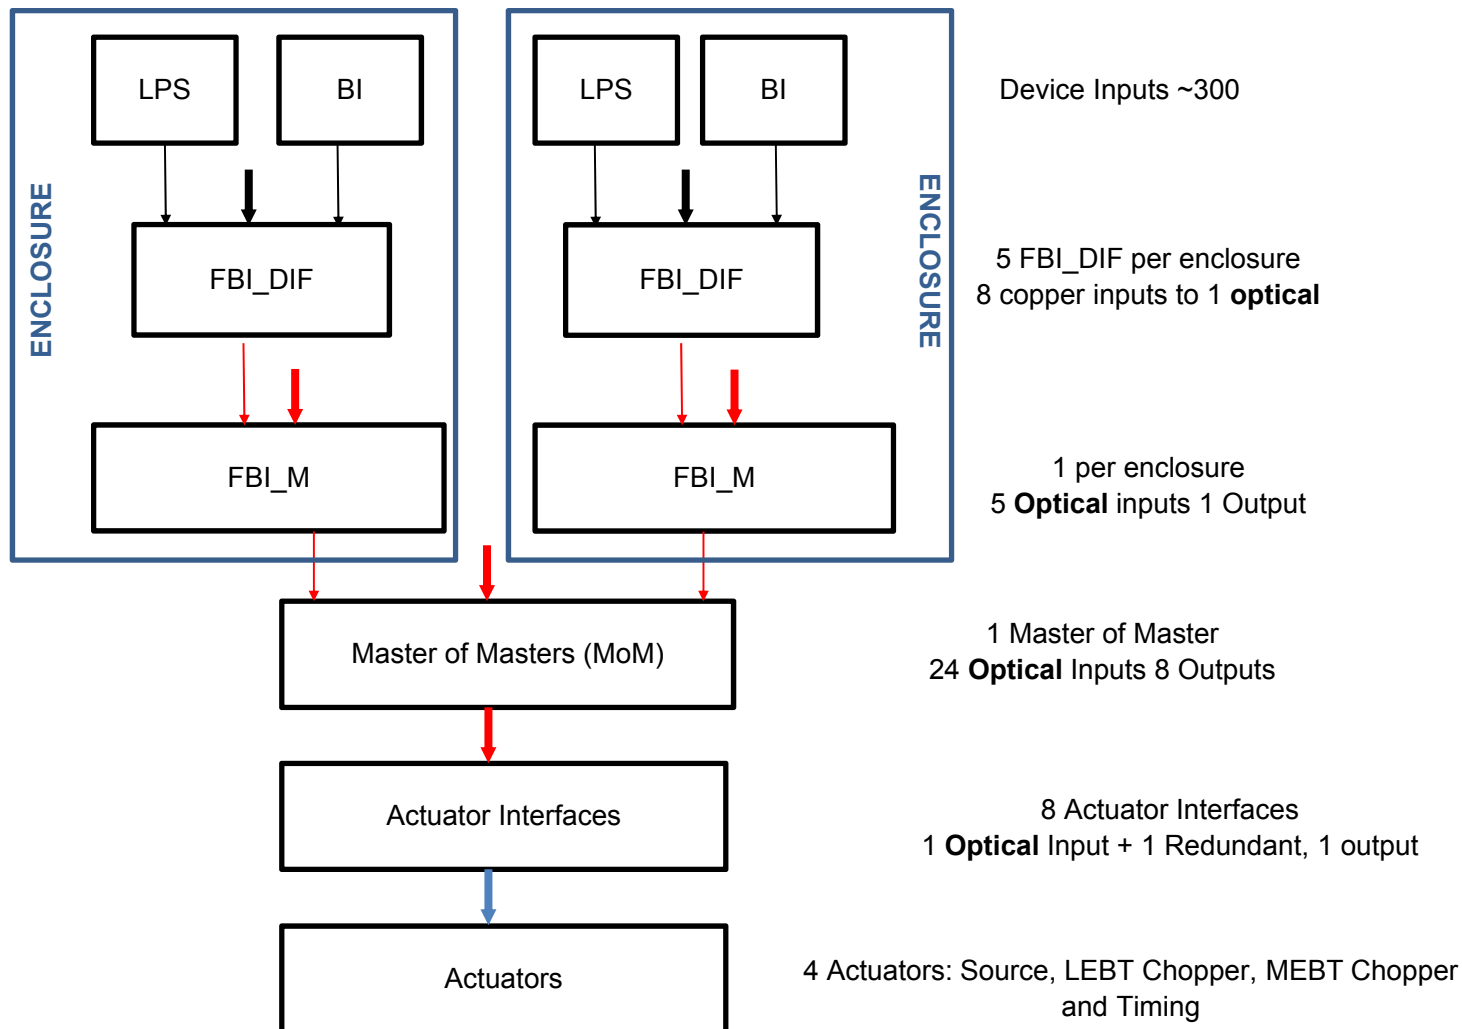 LPS
BI
LPS
BI
Device Inputs ~300
ENCLOSURE
ENCLOSURE
FBI_DIF
FBI_DIF
5 FBI_DIF per enclosure
8 copper inputs to 1 optical
FBI_M
FBI_M
1 per enclosure
5 Optical inputs 1 Output
Master of Masters (MoM)
1 Master of Master
24 Optical Inputs 8 Outputs
Actuator Interfaces
8 Actuator Interfaces
1 Optical Input + 1 Redundant, 1 output
Actuators
4 Actuators: Source, LEBT Chopper, MEBT Chopper
and Timing